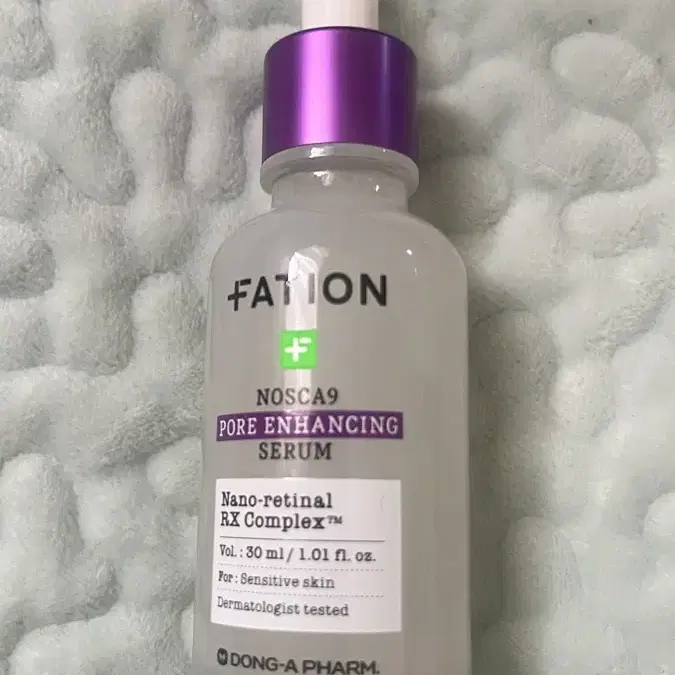 FATION
NOSCA9
PORE ENHANCING
SERUM
Nano-retinal
RX Complex™
Vol. : 30 ml / 1.01 fl. oz.
For : Sensitive skin
Dermatologist tested
DONG-A PHARM.